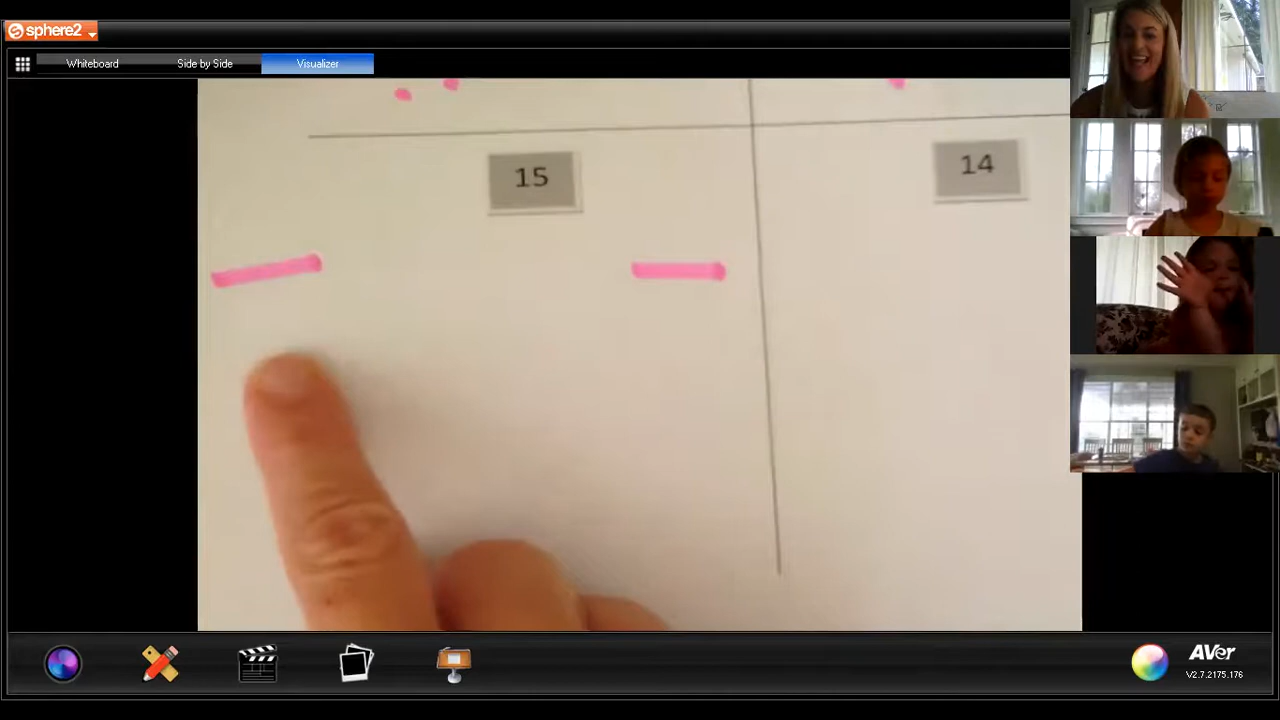 sphere2
Whiteboard
Side by Side
Visualizer
15
14
AVer
V2.7.2175.176